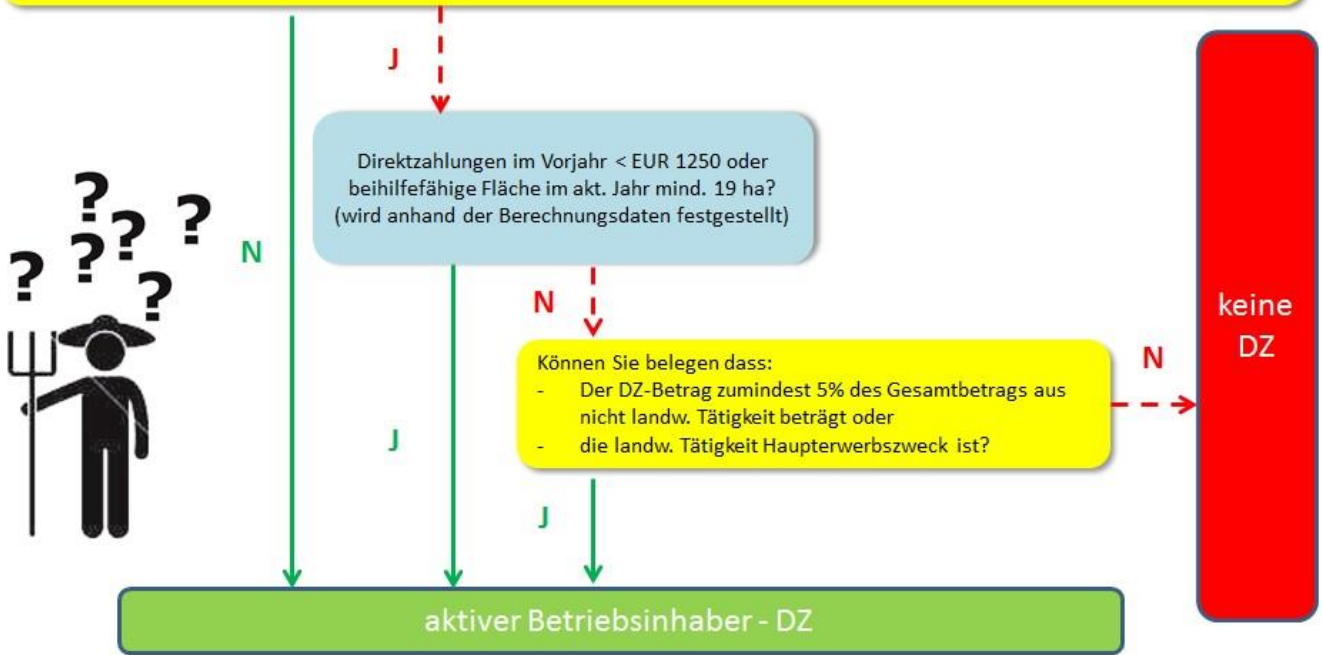 J
Direktzahlungen im Vorjahr < EUR 1250 oder
beihilfefähige Fläche im akt. Jahr mind. 19 ha?
(wird anhand der Berechnungsdaten festgestellt)
? ? ?
? ? ?
N
N
keine
DZ
Können Sie belegen dass:
- Der DZ-Betrag zumindest 5% des Gesamtbetrags aus
nicht landw. Tätigkeit beträgt oder
- die landw. Tätigkeit Haupterwerbszweck ist?
N
J
J
aktiver Betriebsinhaber - DZ